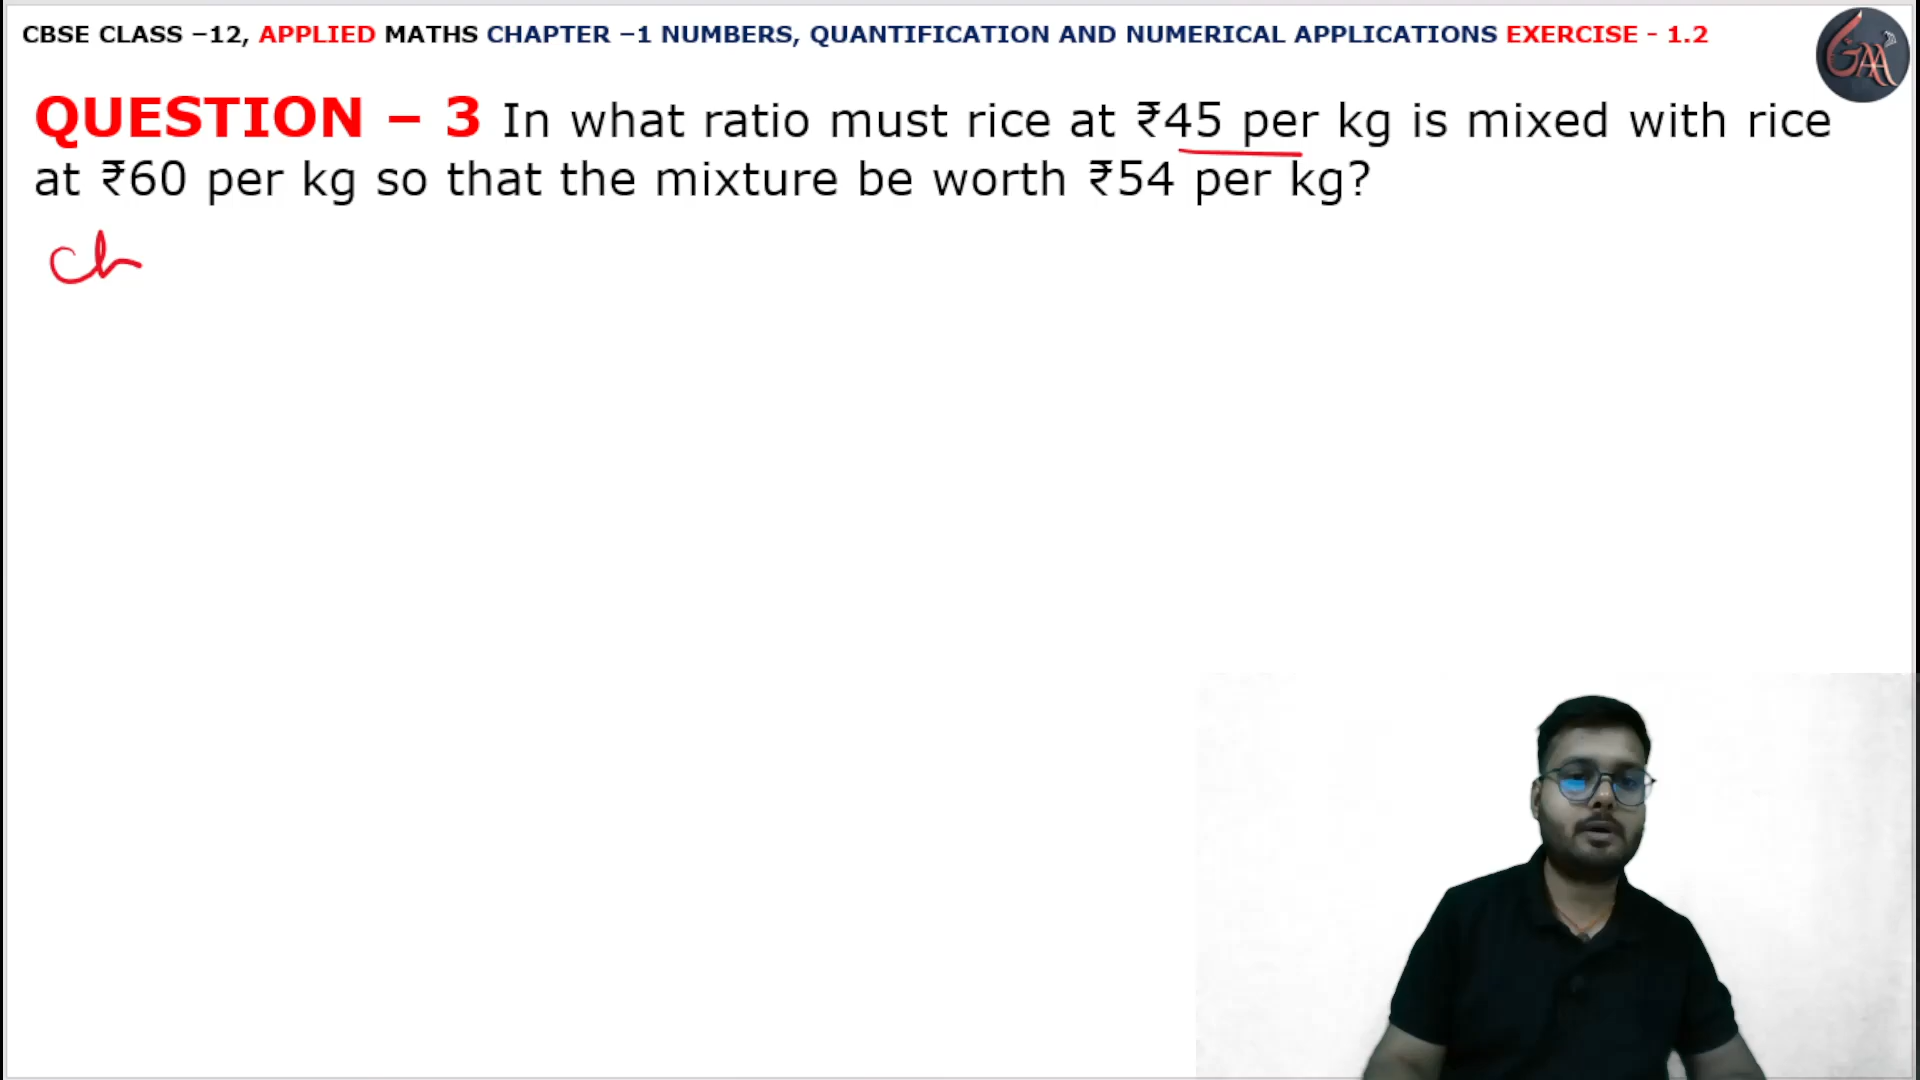 CBSE CLASS –12, APPLIED MATHS CHAPTER –1 NUMBERS, QUANTIFICATION AND NUMERICAL APPLICATIONS EXERCISE - 1.2
QUESTION – 3 In what ratio must rice at ₹45 per kg is mixed with rice
at ₹60 per kg so that the mixture be worth ₹54 per kg?
Ch